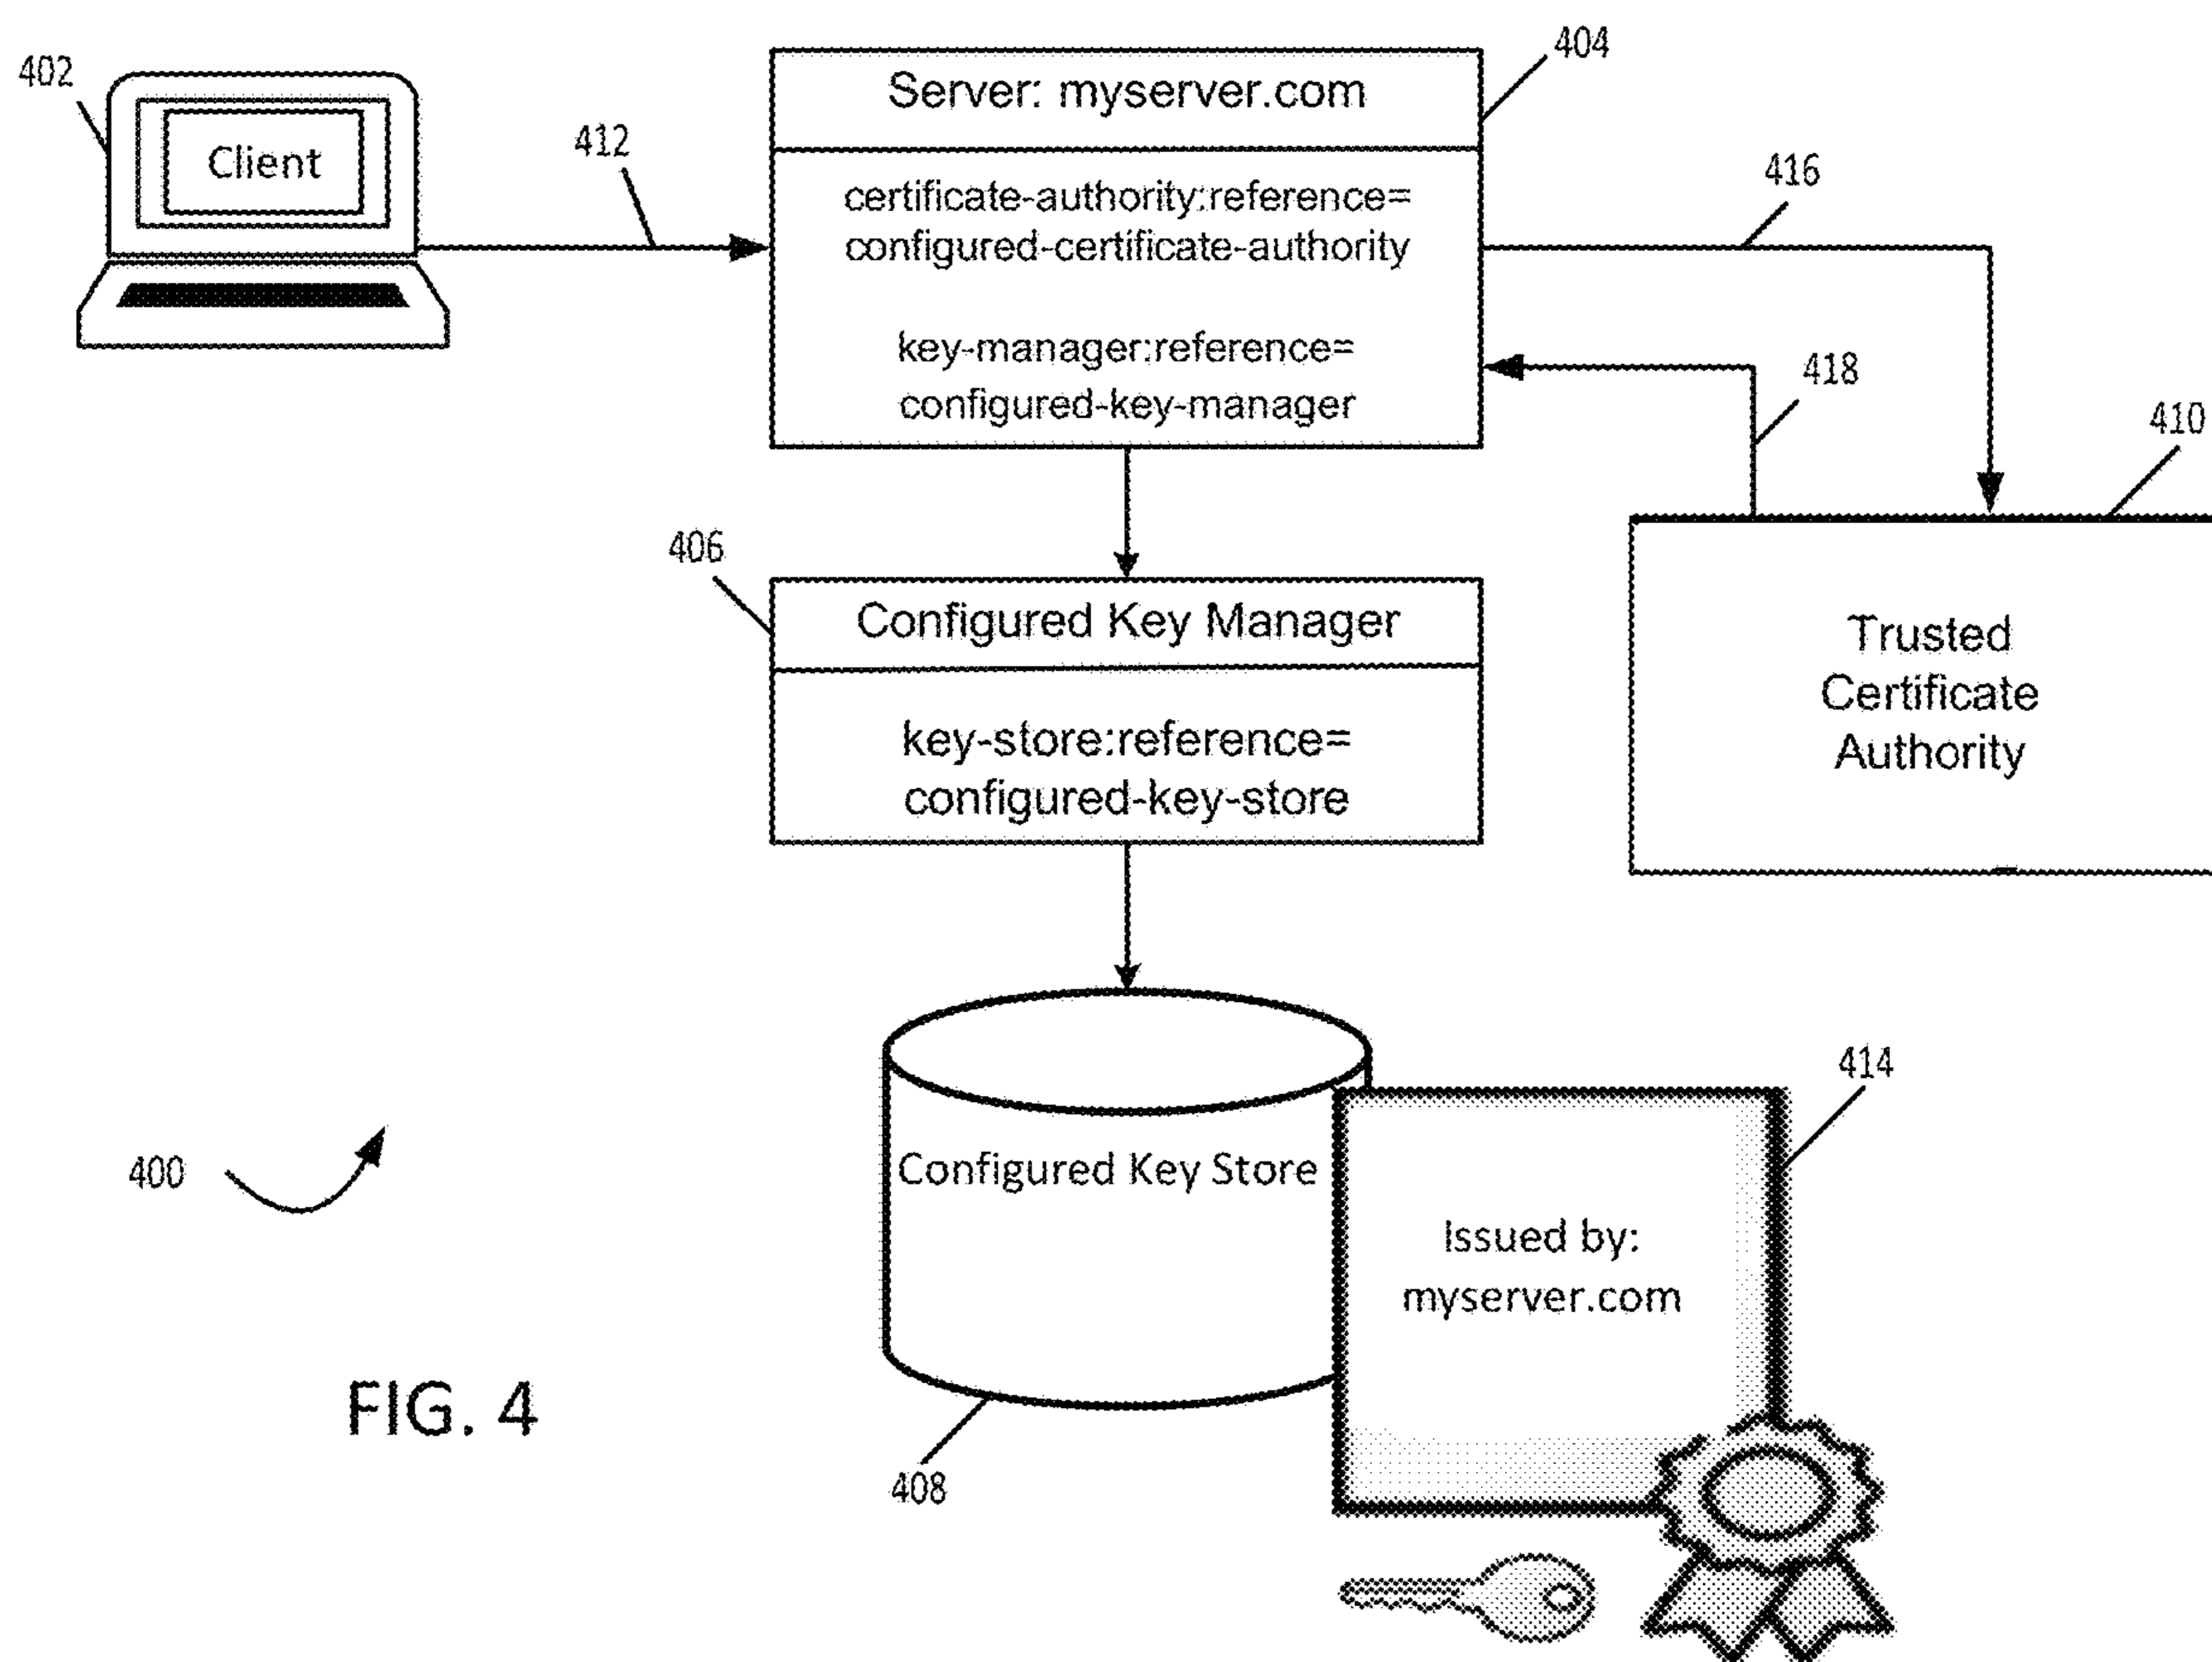 402
Client
412
Server: myserver.com
404
certificate-authority:reference=
configured-certificate-authority
key-manager:reference=
configured-key-manager
416
418
410
406
Configured Key Manager
key-store:reference=
configured-key-store
Trusted
Certificate
Authority
Configured Key Store
408
414
Issued by:
myserver.com
400
FIG. 4